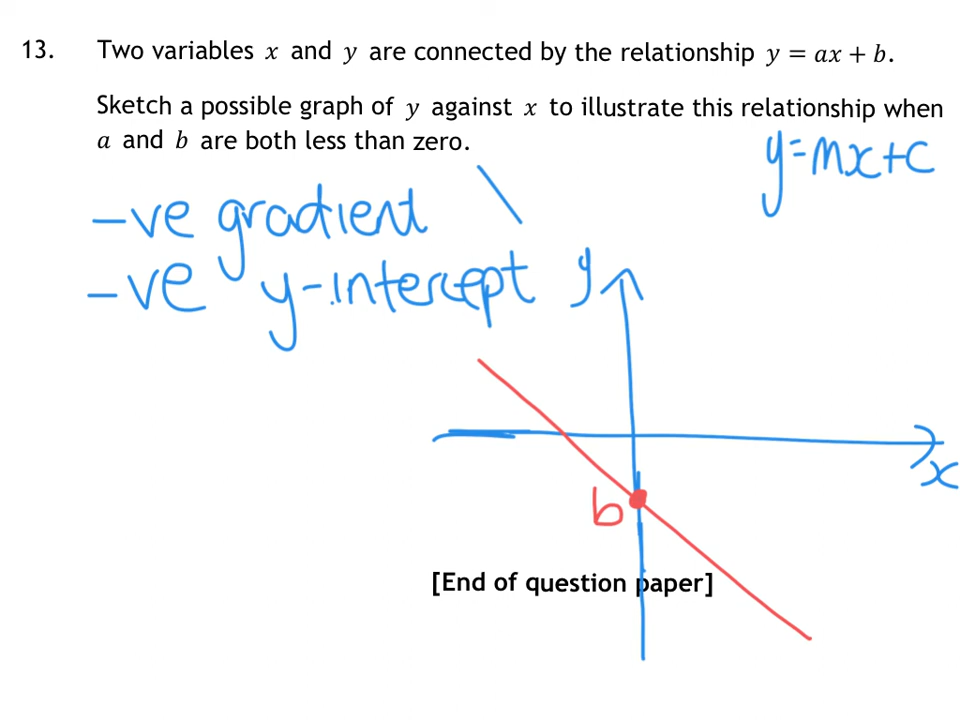 13. Two variables x and y are connected by the relationship y = ax + b.
Sketch a possible graph of y against x to illustrate this relationship when
a and b are both less than zero.
y=mx+c
-ve gradient
-ve y-intercept
y
x
b
[End of question paper]